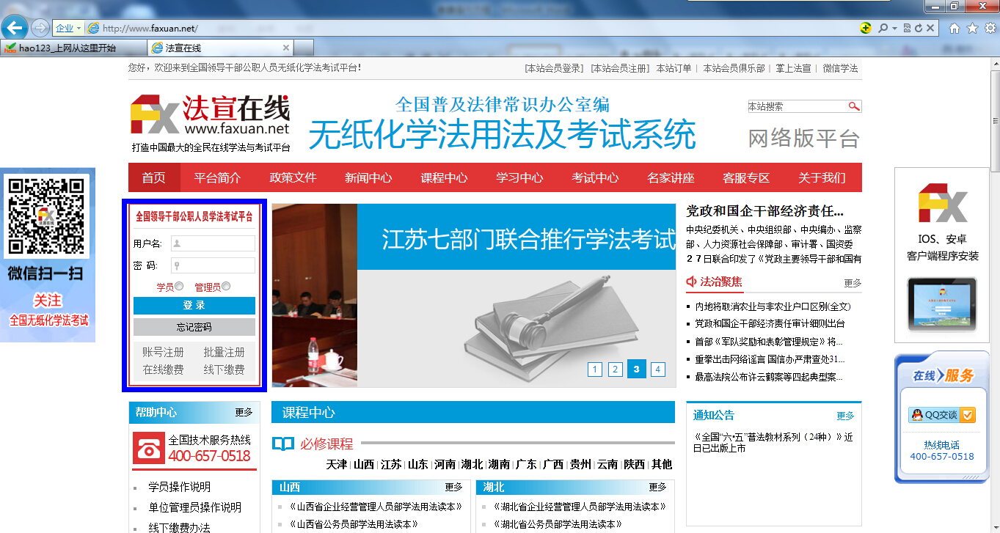 企业
http://www.faxuan.net/
hao123_上网从这里开始
法宣在线
您好，欢迎来到全国领导干部公职人员无纸化学法考试平台！
[本站会员登录] [本站会员注册] 本站订单 | 本站会员俱乐部 | 掌上法宣 | 微信学法
法宣在线
www.faxuan.net
打造中国最大的全民在线学法与考试平台
全国普及法律常识办公室编
无纸化学法用法及考试系统
本站搜索
网络版平台
首页 平台简介 政策文件 新闻中心 课程中心 学习中心 考试中心 名家讲座 客服专区 关于我们
法宣在线
微信扫一扫
关注
全国无纸化学法考试
全国领导干部公职人员学法考试平台
用户名:
密 码:
学员 管理员
登 录
忘记密码
账号注册 批量注册
在线缴费 线下缴费
江苏七部门联合推行学法考试
1 2 3 4
党政和国企干部经济责任...
中央纪委机关、中央组织部、中央编办、监察
部、人力资源社会保障部、审计署、国资委
２７日联合印发了《党政主要领导干部和国有
法治聚焦 更多
内地将取消农业与非农业户口区别(全文)
党政和国企干部经济责任审计细则出台
首部《军队奖励和表彰管理规定》将...
重拳出击网络谣言 国信办严肃查处31...
最高法院公布许云鹤案等四起典型案...
IOS、安卓
客户端程序安装
在线服务
QQ交谈
热线电话
400-657-0518
帮助中心 更多
全国技术服务热线
400-657-0518
学员操作说明
单位管理员操作说明
线下缴费办法
课程中心
必修课程
天津 | 山西 | 江苏 | 山东 | 河南 | 湖北 | 湖南 | 广东 | 广西 | 贵州 | 云南 | 陕西 | 其他
山西 更多
《山西省企业经营管理人员部学法用法读本》
《山西省公务员部学法用法读本》
湖北 更多
《湖北省企业经营管理人员部学法用法读本》
《湖北省公务员部学法用法读本》
通知公告 更多
《全国“六•五”普法教材系列（24种）》近
日已出版上市